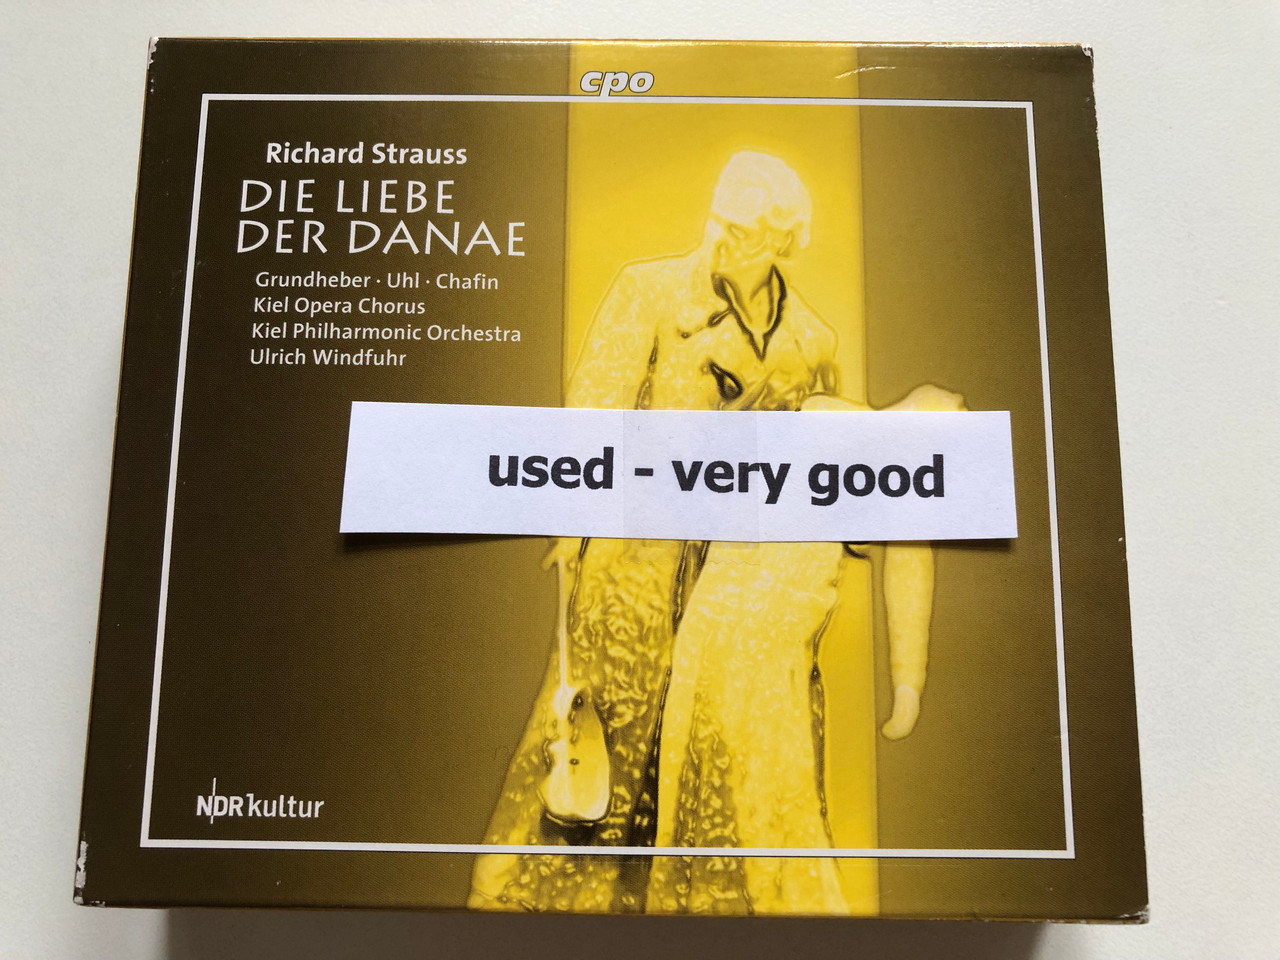 cpo
Richard Strauss
DIE LIEBE
DER DANAE
Grundheber · Uhl · Chafin
Kiel Opera Chorus
Kiel Philharmonic Orchestra
Ulrich Windfuhr
used - very good
NDR kultur